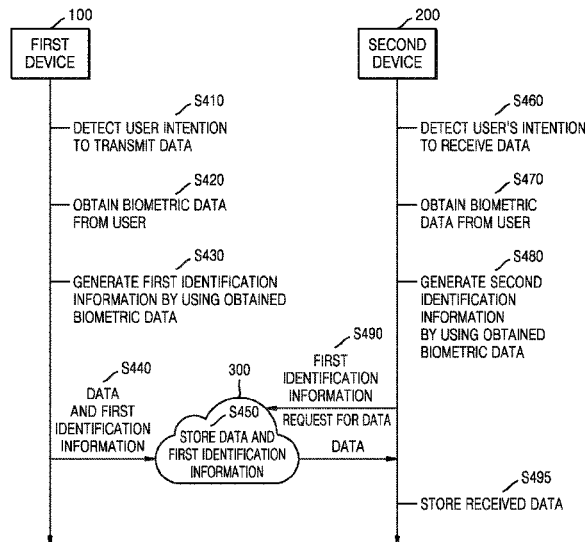 100
FIRST
DEVICE
200
SECOND
DEVICE
S410
DETECT USER INTENTION
TO TRANSMIT DATA
S460
DETECT USER'S INTENTION
TO RECEIVE DATA
S420
OBTAIN BIOMETRIC DATA
FROM USER
S470
OBTAIN BIOMETRIC
DATA FROM USER
S430
GENERATE FIRST IDENTIFICATION
INFORMATION BY USING OBTAINED
BIOMETRIC DATA
S480
GENERATE SECOND
IDENTIFICATION
INFORMATION
BY USING OBTAINED
BIOMETRIC DATA
S440
DATA
AND FIRST
IDENTIFICATION
INFORMATION
300
S450
STORE DATA AND
FIRST IDENTIFICATION
INFORMATION
S490
FIRST
IDENTIFICATION
INFORMATION
REQUEST FOR DATA
DATA
S495
STORE RECEIVED DATA